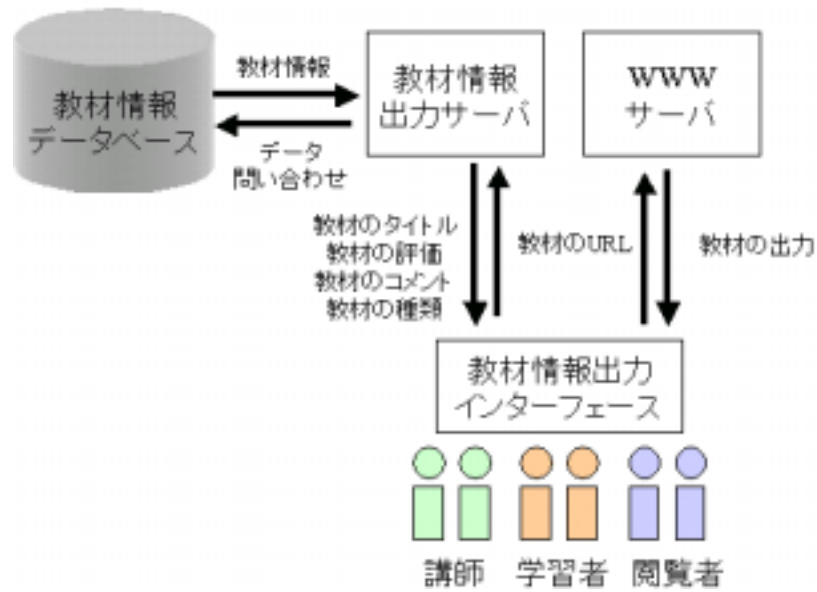 教材情報
データベース
教材情報
データ
問い合わせ
教材情報
出力サーバ
WWW
サーバ
教材のタイトル
教材の評価
教材のコメント
教材の種類
教材のURL
教材の出力
教材情報出力
インターフェース
講師
学習者
閲覧者